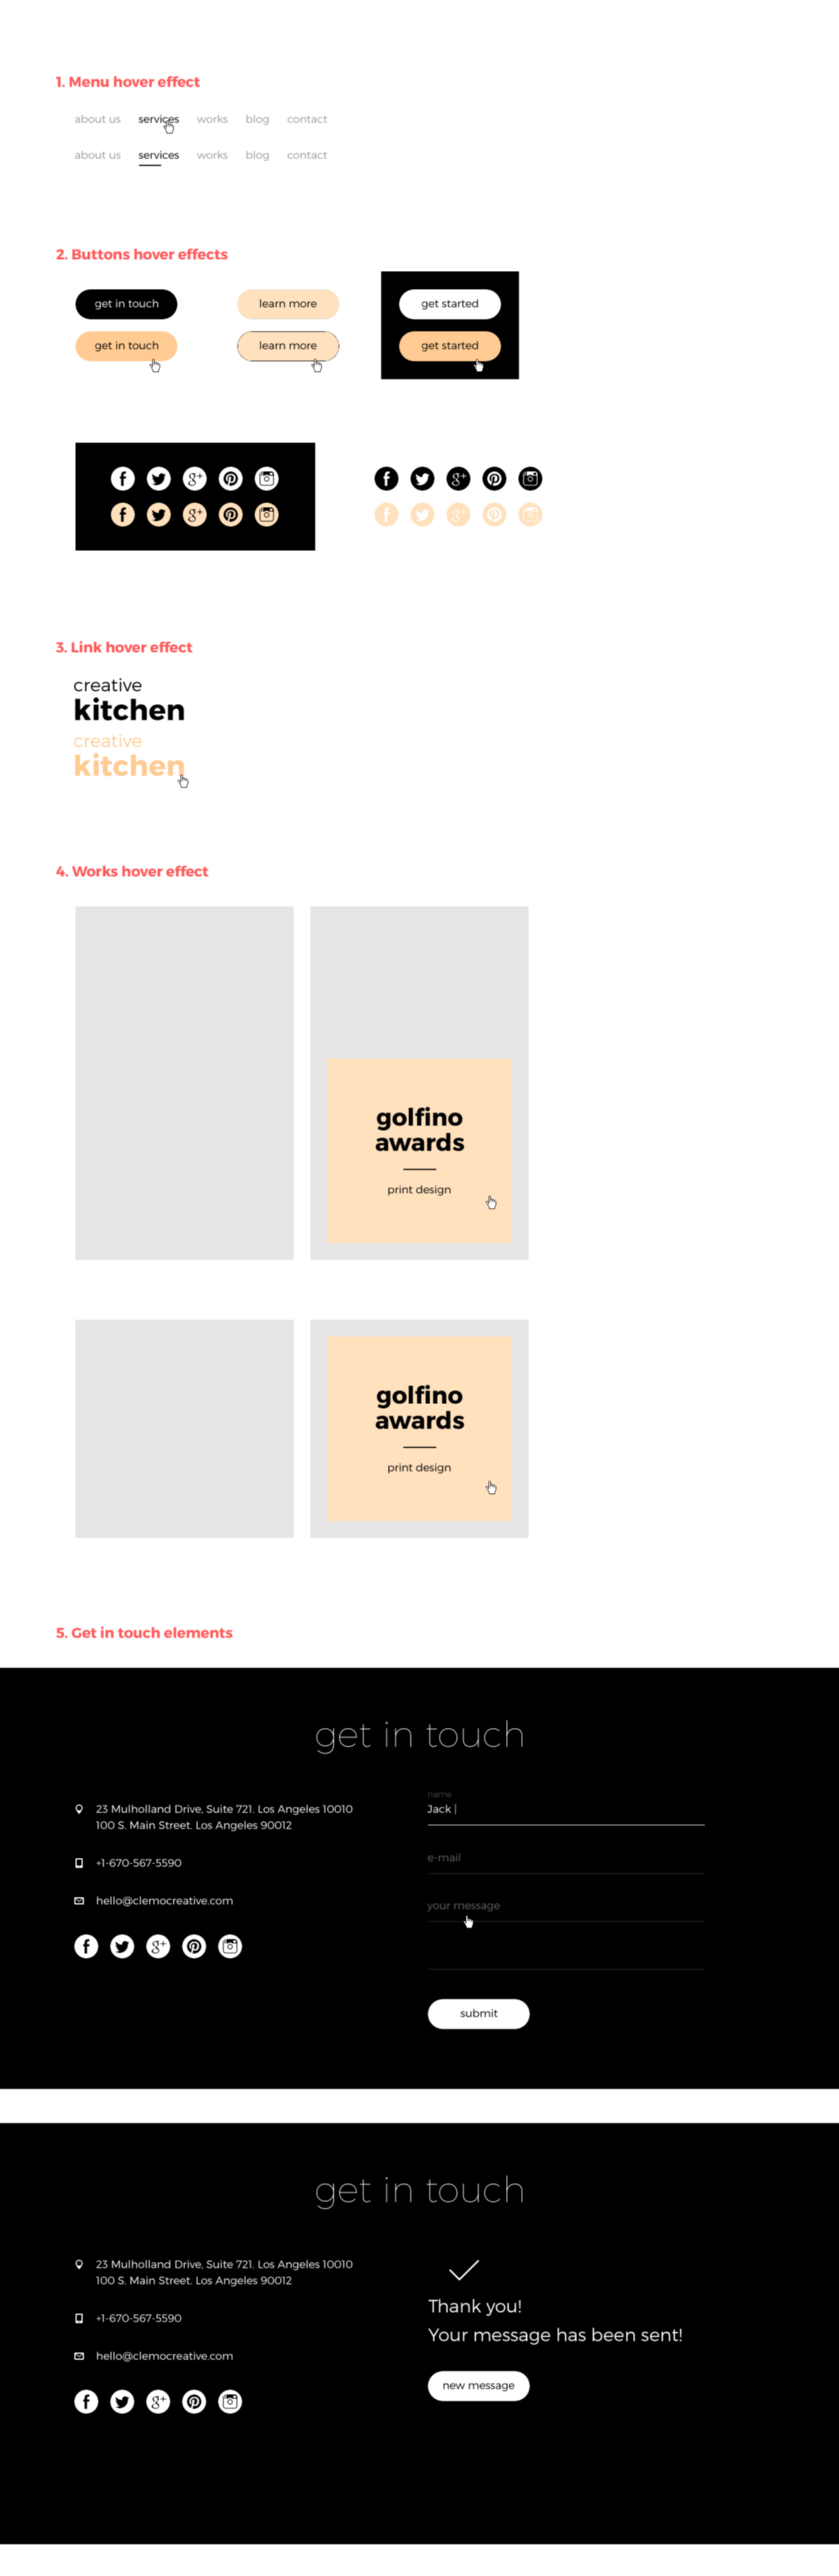 1. Menu hover effect
about us services works blog contact
about us services works blog contact
2. Buttons hover effects
get in touch learn more get started
get in touch learn more get started
3. Link hover effect
creative
kitchen
creative
kitchen
4. Works hover effect
golfino
awards
print design
golfino
awards
print design
5. Get in touch elements
get in touch
23 Mulholland Drive, Suite 721. Los Angeles 10010
100 S. Main Street. Los Angeles 90012
+1-670-567-5590
hello@clemocreative.com
name
Jack |
e-mail
your message
submit
get in touch
23 Mulholland Drive, Suite 721. Los Angeles 10010
100 S. Main Street. Los Angeles 90012
+1-670-567-5590
hello@clemocreative.com
Thank you!
Your message has been sent!
new message